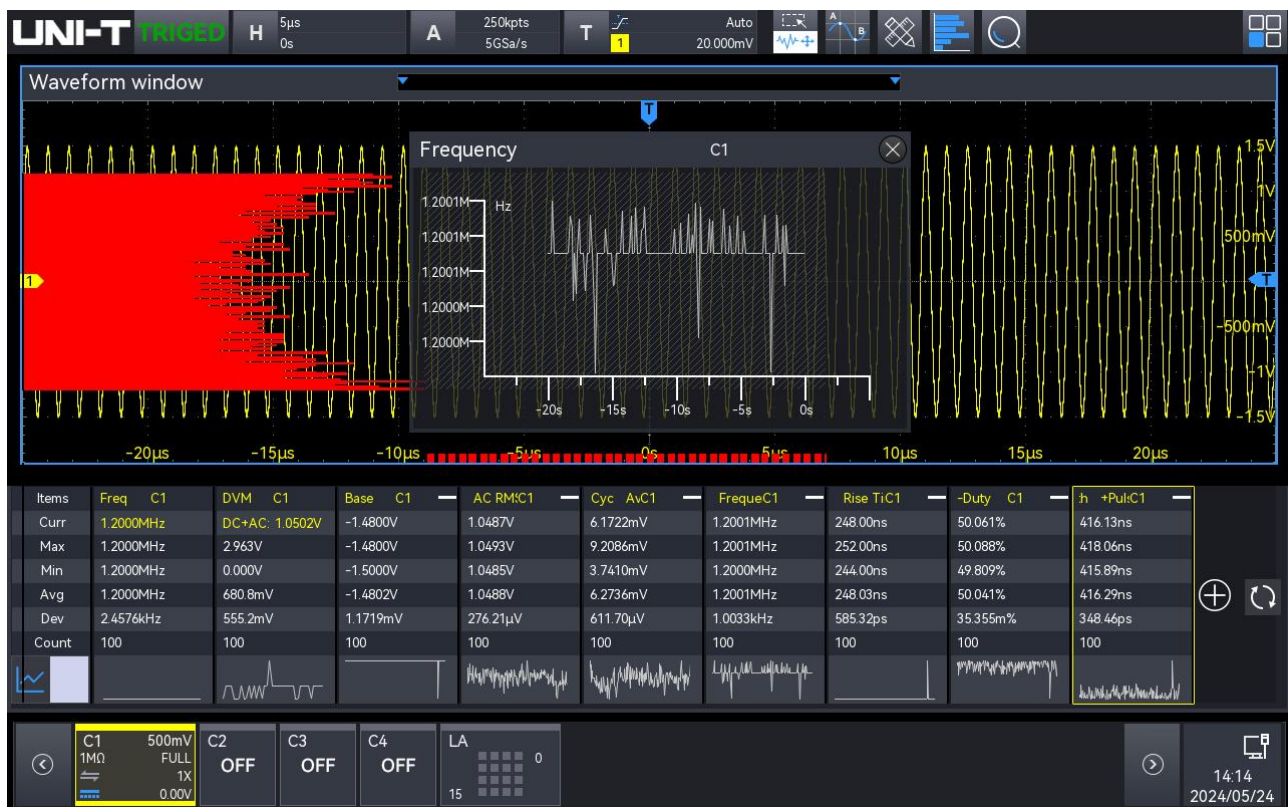 UNI-T TRIGED H 5µs 0s A 250kpts 5GSa/s T 1 Auto 20.000mV A B
Waveform window
T
Frequency C1
1.5V
1V
500mV
T
-500mV
-1V
-1.5V
1
1.2001M
Hz
1.2001M
1.2001M
1.2000M
1.2000M
-20s -15s -10s -5s 0s
-20µs -15µs -10µs -5µs 0s 5µs 10µs 15µs 20µs
Items Freq C1 DVM C1 Base C1 AC RM:C1 Cyc AvC1 FrequeC1 Rise TiC1 -Duty C1 :h +Pul:C1
Curr 1.2000MHz DC+AC: 1.0502V -1.4800V 1.0487V 6.1722mV 1.2001MHz 248.00ns 50.061% 416.13ns
Max 1.2000MHz 2.963V -1.4800V 1.0493V 9.2086mV 1.2001MHz 252.00ns 50.088% 418.06ns
Min 1.2000MHz 0.000V -1.5000V 1.0485V 3.7410mV 1.2000MHz 244.00ns 49.809% 415.89ns
Avg 1.2000MHz 680.8mV -1.4802V 1.0488V 6.2736mV 1.2001MHz 248.03ns 50.041% 416.29ns
Dev 2.4576kHz 555.2mV 1.1719mV 276.21µV 611.70µV 1.0033kHz 585.32ps 35.355m% 348.46ps
Count 100 100 100 100 100 100 100 100 100
C1 500mV C2 C3 C4 LA
1MΩ FULL OFF OFF OFF 0
1X
0.00V 15
14:14
2024/05/24